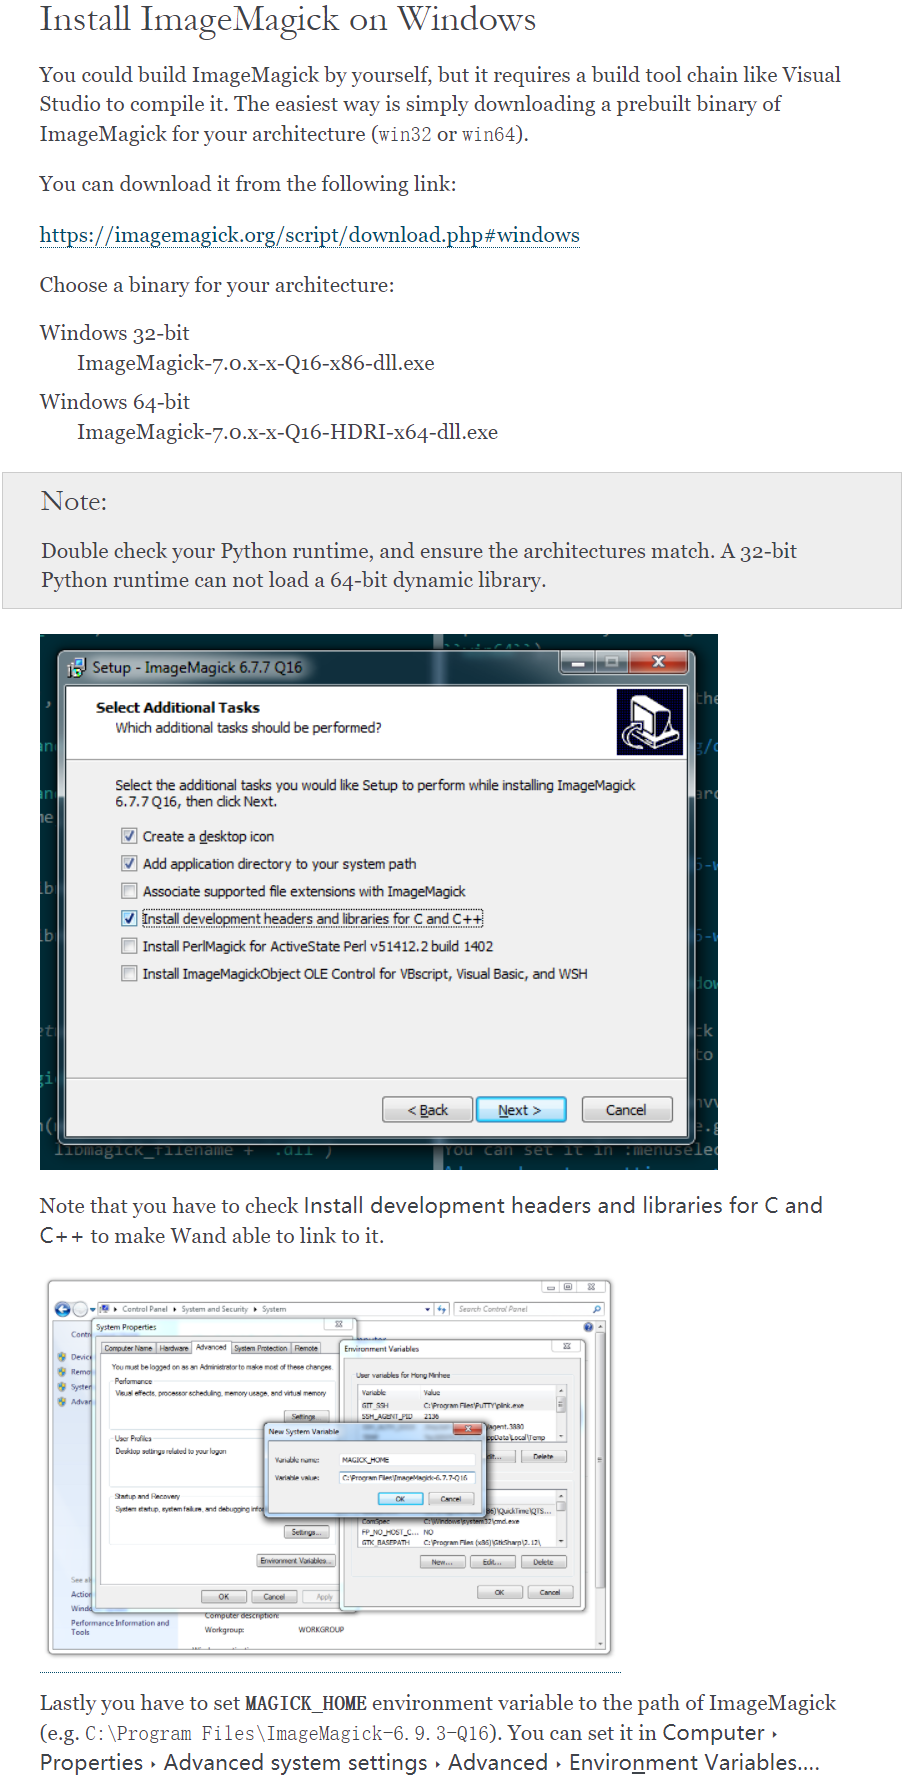 Install ImageMagick on Windows
You could build ImageMagick by yourself, but it requires a build tool chain like Visual
Studio to compile it. The easiest way is simply downloading a prebuilt binary of
ImageMagick for your architecture (win32 or win64).
You can download it from the following link:
https://imagemagick.org/script/download.php#windows
Choose a binary for your architecture:
Windows 32-bit
ImageMagick-7.0.x-x-Q16-x86-dll.exe
Windows 64-bit
ImageMagick-7.0.x-x-Q16-HDRI-x64-dll.exe
Note:
Double check your Python runtime, and ensure the architectures match. A 32-bit
Python runtime can not load a 64-bit dynamic library.
Setup - ImageMagick 6.7.7 Q16
Select Additional Tasks
Which additional tasks should be performed?
Select the additional tasks you would like Setup to perform while installing ImageMagick
6.7.7 Q16, then click Next.
Create a desktop icon
Add application directory to your system path
Associate supported file extensions with ImageMagick
Install development headers and libraries for C and C++
Install PerlMagick for ActiveState Perl v51412.2 build 1402
Install ImageMagickObject OLE Control for VBscript, Visual Basic, and WSH
< Back Next > Cancel
libmagick_filename + '.dll') You can set it in :menuselec
Note that you have to check Install development headers and libraries for C and
C++ to make Wand able to link to it.
Control Panel System and Security System Search Control Panel
System Properties
Computer Name Hardware Advanced System Protection Remote
You must be logged on as an Administrator to make most of these changes.
Performance
Visual effects, processor scheduling, memory usage, and virtual memory
Settings...
User Profiles
Desktop settings related to your logon
Startup and Recovery
System startup, system failure, and debugging
Settings...
Environment Variables...
OK Cancel Apply
Environment Variables
User variables for Hong Minhee
Variable Value
GIT_SSH C:\Program Files\PuTTY\plink.exe
SSH_AGENT_PID 2136
Delete
New System Variable
Variable name: MAGICK_HOME
Variable value: C:\Program Files\ImageMagick-6.7.7-Q16
OK Cancel
ComSpec C:\Windows\system32\cmd.exe
FP_NO_HOST_C... NO
GTK_BASEPATH C:\Program Files (x86)\GtkSharp\2.12\
New... Edit... Delete
OK Cancel
Performance Information and
Tools
Computer description:
Workgroup: WORKGROUP
Lastly you have to set MAGICK_HOME environment variable to the path of ImageMagick
(e.g. C:\Program Files\ImageMagick-6.9.3-Q16). You can set it in Computer ‣
Properties ‣ Advanced system settings ‣ Advanced ‣ Environment Variables....